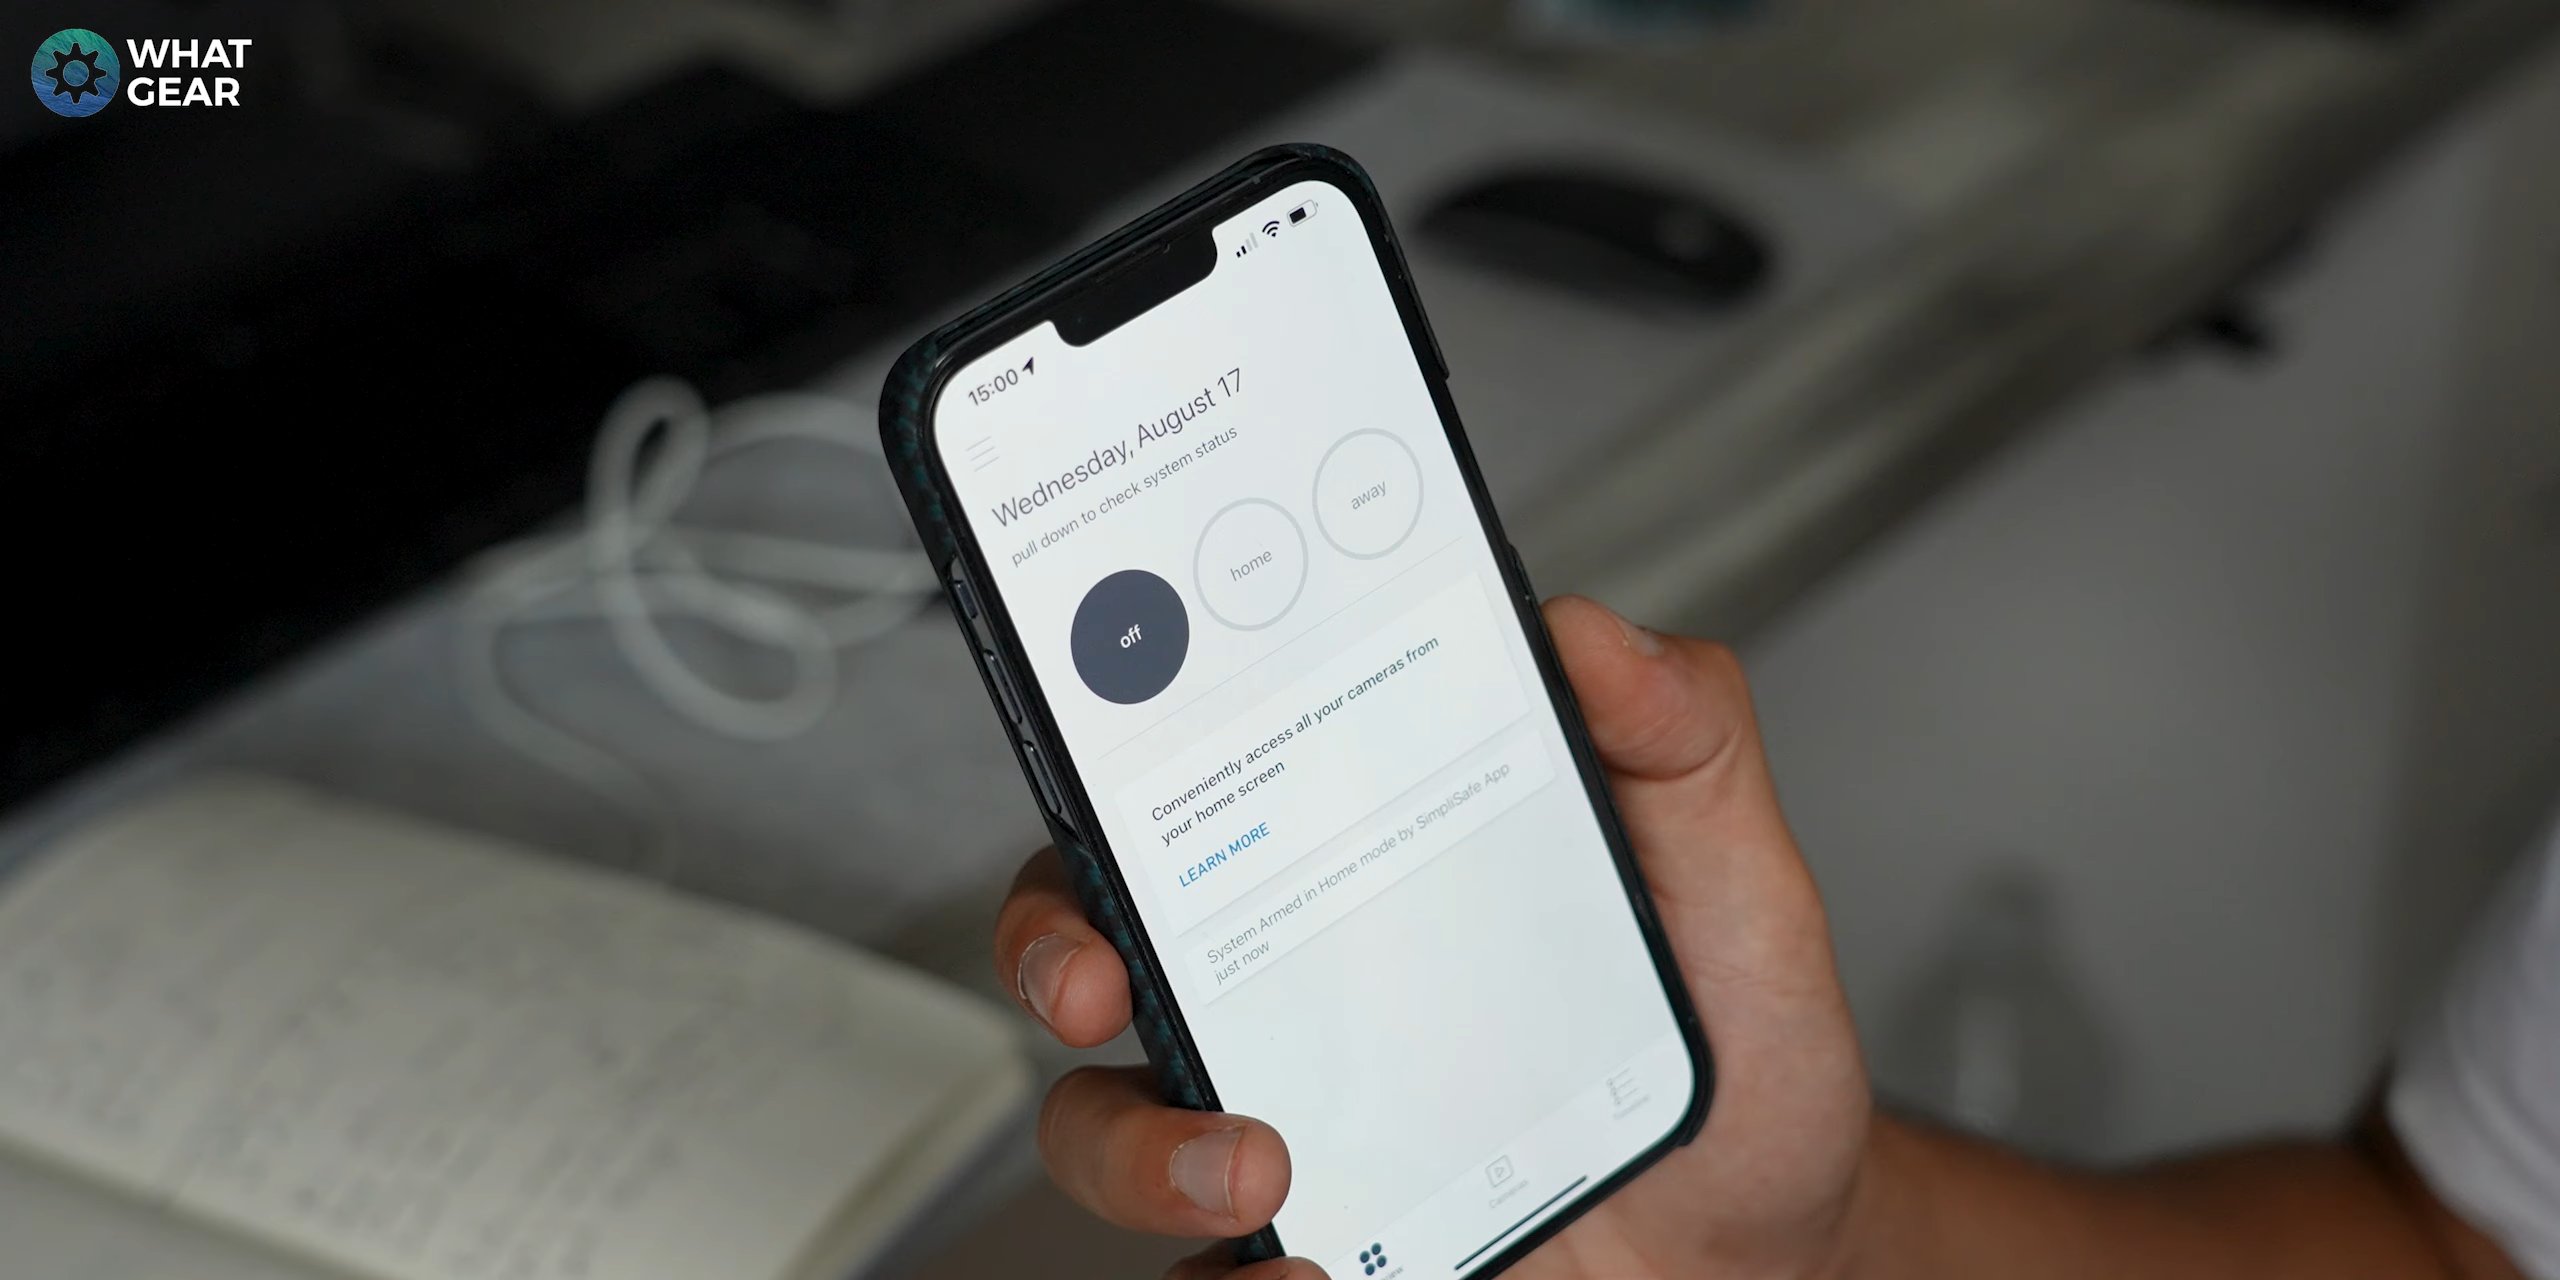 WHAT
GEAR
15:00
Wednesday, August 17
pull down to check system status
off
home
away
Conveniently access all your cameras from
your home screen
LEARN MORE
System Armed in Home mode by SimpliSafe App
just now
Cameras